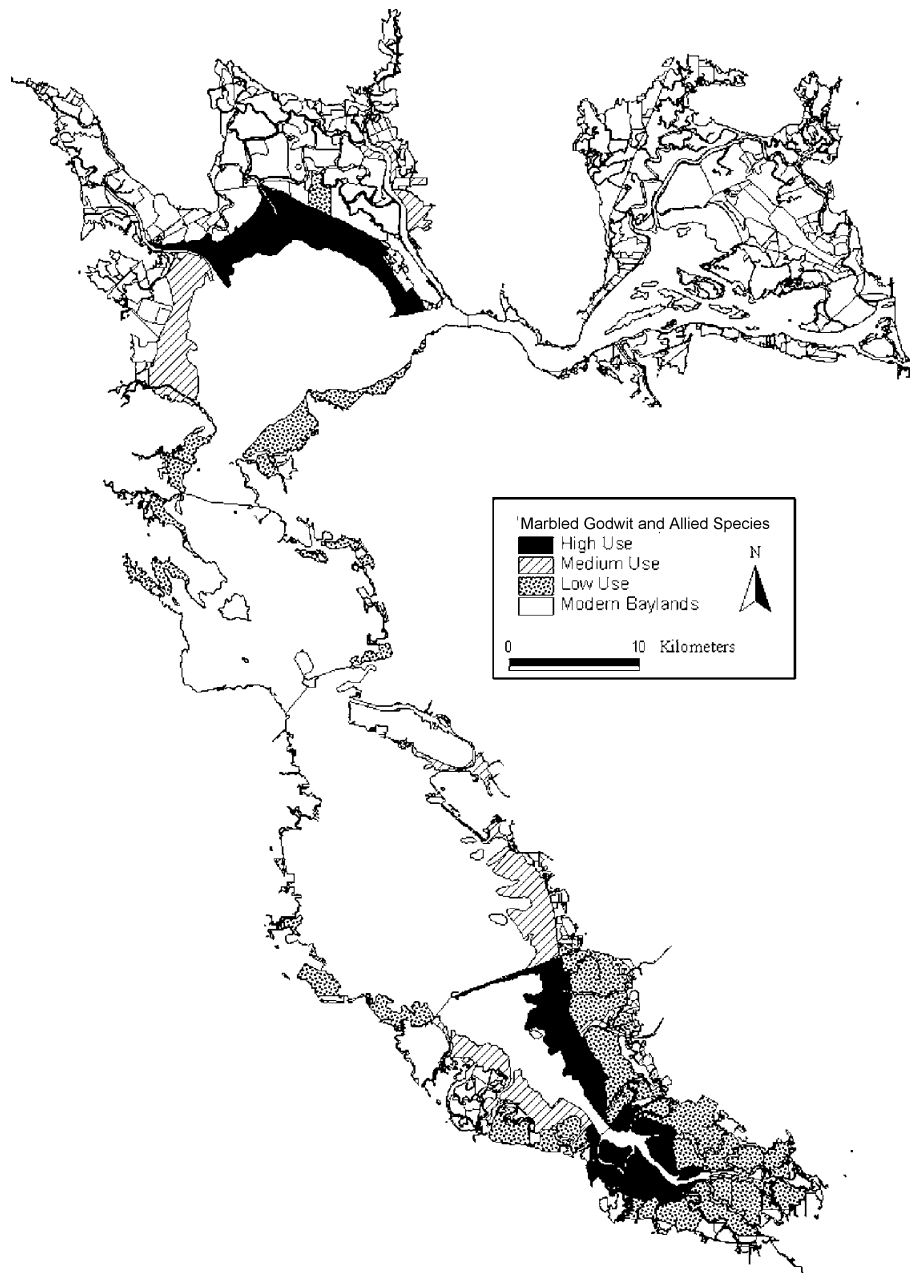 'Marbled Godwit and Allied Species
High Use
Medium Use
Low Use
Modern Baylands
N
0 10 Kilometers